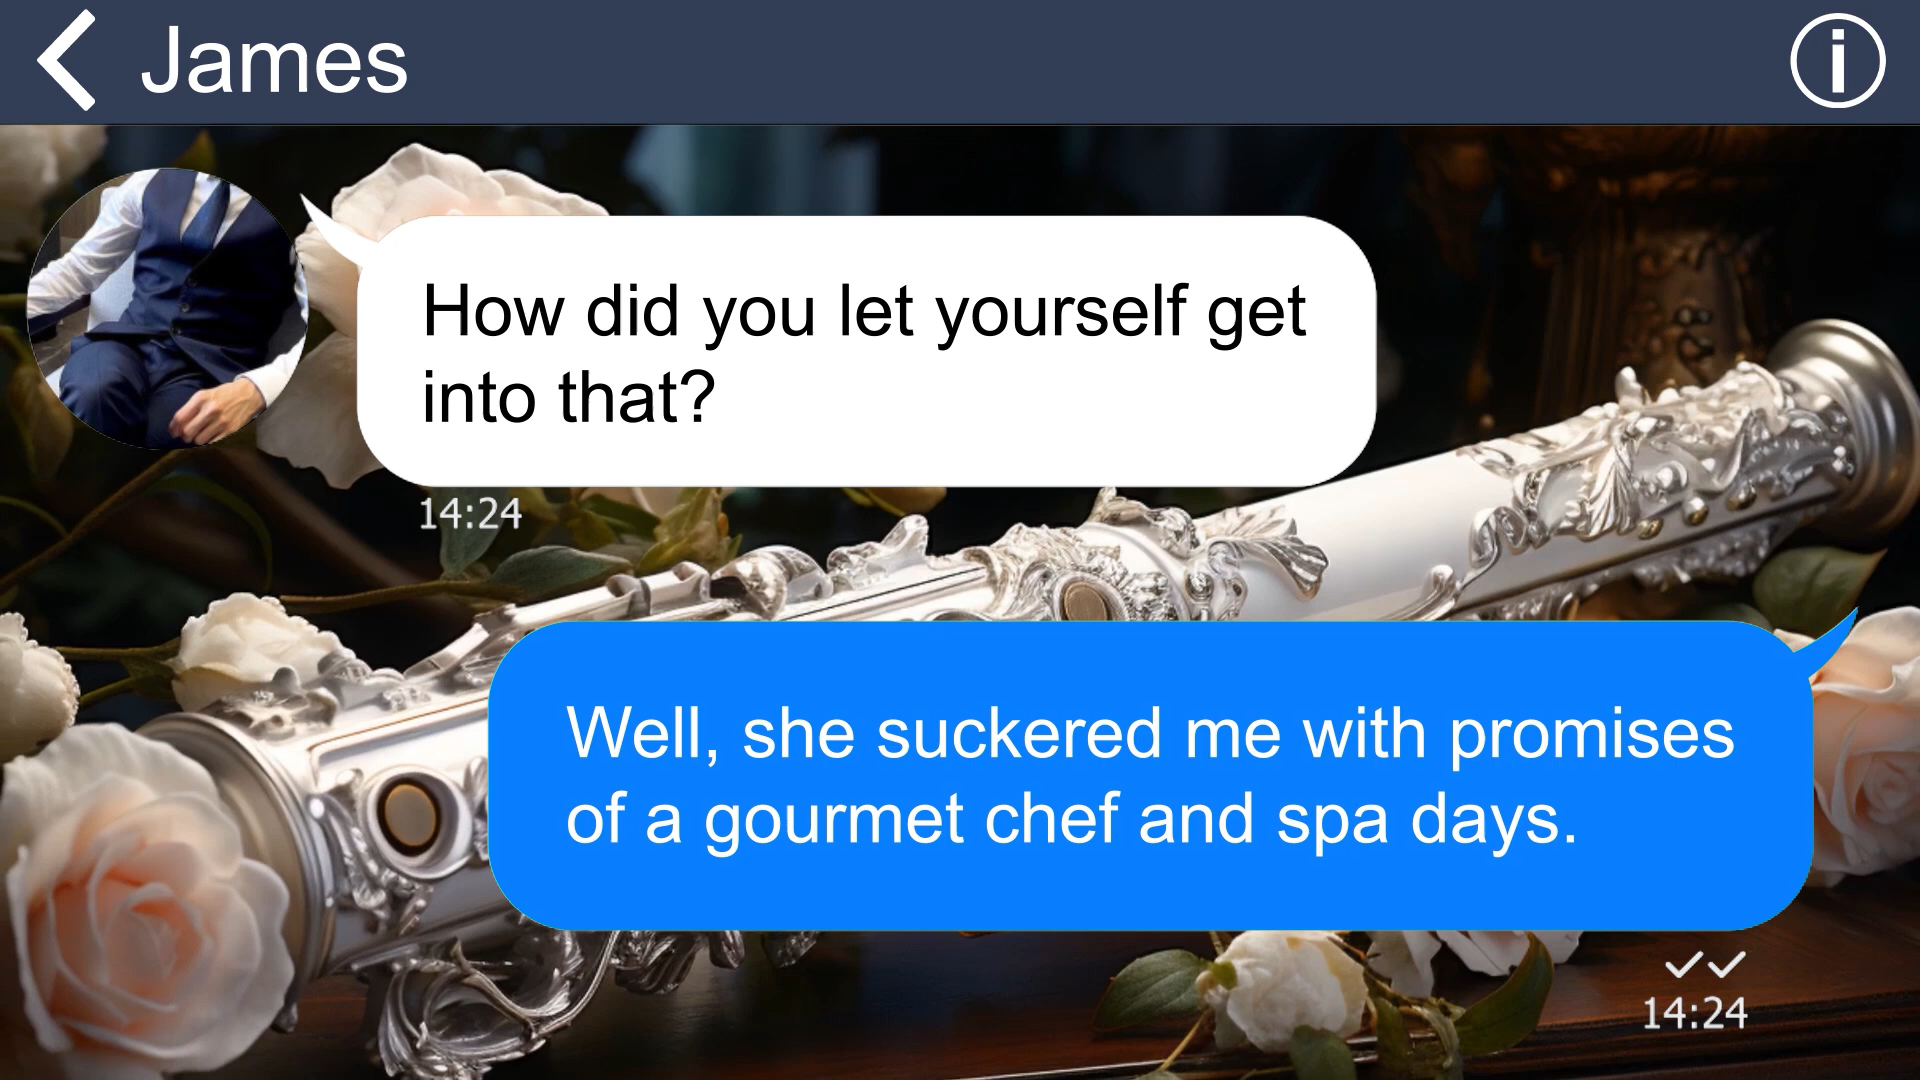 James
How did you let yourself get
into that?
14:24
Well, she suckered me with promises
of a gourmet chef and spa days.
14:24